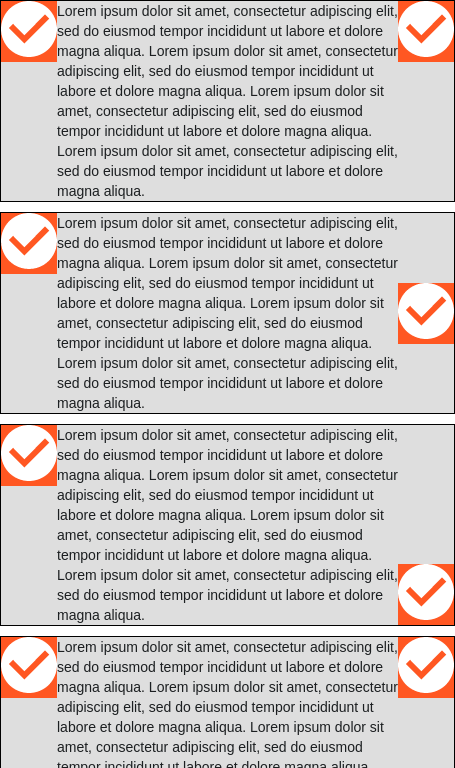 Lorem ipsum dolor sit amet, consectetur adipiscing elit,
sed do eiusmod tempor incididunt ut labore et dolore
magna aliqua. Lorem ipsum dolor sit amet, consectetur
adipiscing elit, sed do eiusmod tempor incididunt ut
labore et dolore magna aliqua. Lorem ipsum dolor sit
amet, consectetur adipiscing elit, sed do eiusmod
tempor incididunt ut labore et dolore magna aliqua.
Lorem ipsum dolor sit amet, consectetur adipiscing elit,
sed do eiusmod tempor incididunt ut labore et dolore
magna aliqua.
Lorem ipsum dolor sit amet, consectetur adipiscing elit,
sed do eiusmod tempor incididunt ut labore et dolore
magna aliqua. Lorem ipsum dolor sit amet, consectetur
adipiscing elit, sed do eiusmod tempor incididunt ut
labore et dolore magna aliqua. Lorem ipsum dolor sit
amet, consectetur adipiscing elit, sed do eiusmod
tempor incididunt ut labore et dolore magna aliqua.
Lorem ipsum dolor sit amet, consectetur adipiscing elit,
sed do eiusmod tempor incididunt ut labore et dolore
magna aliqua.
Lorem ipsum dolor sit amet, consectetur adipiscing elit,
sed do eiusmod tempor incididunt ut labore et dolore
magna aliqua. Lorem ipsum dolor sit amet, consectetur
adipiscing elit, sed do eiusmod tempor incididunt ut
labore et dolore magna aliqua. Lorem ipsum dolor sit
amet, consectetur adipiscing elit, sed do eiusmod
tempor incididunt ut labore et dolore magna aliqua.
Lorem ipsum dolor sit amet, consectetur adipiscing elit,
sed do eiusmod tempor incididunt ut labore et dolore
magna aliqua.
Lorem ipsum dolor sit amet, consectetur adipiscing elit,
sed do eiusmod tempor incididunt ut labore et dolore
magna aliqua. Lorem ipsum dolor sit amet, consectetur
adipiscing elit, sed do eiusmod tempor incididunt ut
labore et dolore magna aliqua. Lorem ipsum dolor sit
amet, consectetur adipiscing elit, sed do eiusmod
tempor incididunt ut labore et dolore magna aliqua.